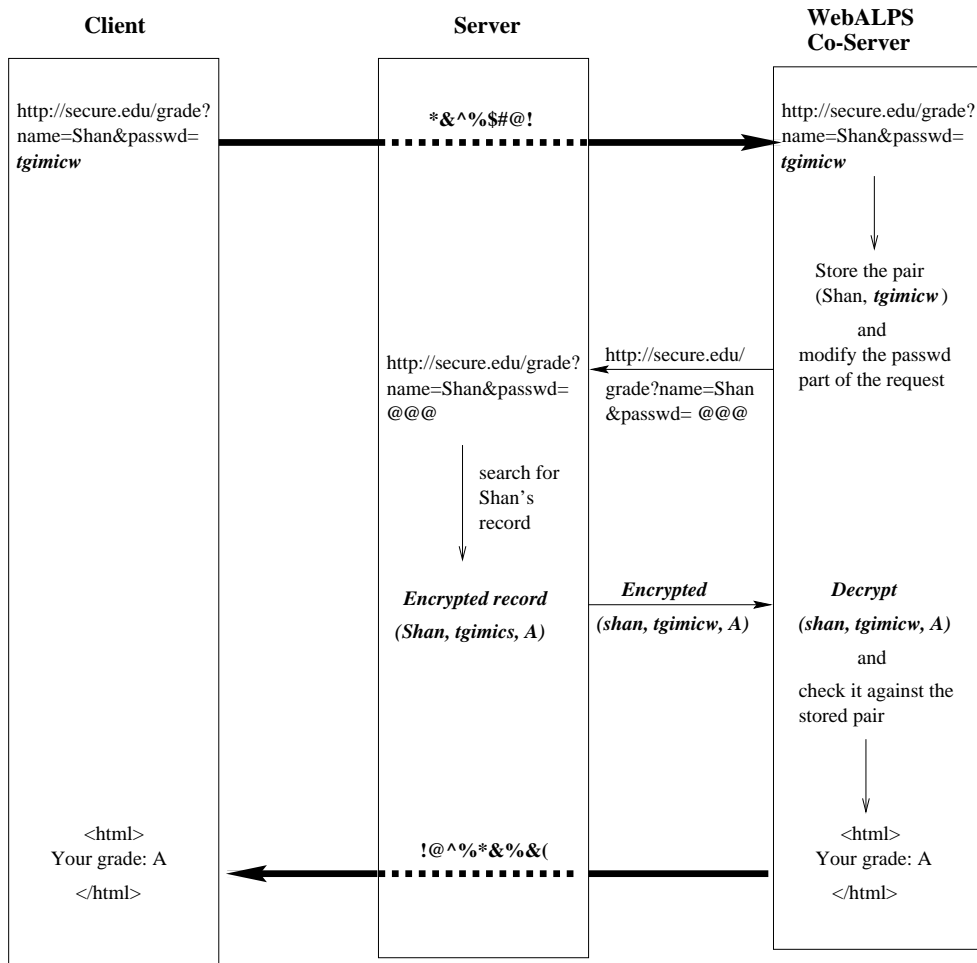 Client
Server
WebALPS
Co-Server
http://secure.edu/grade?
name=Shan&passwd=
tgimicw
*&^%$#@!
http://secure.edu/grade?
name=Shan&passwd=
tgimicw
Store the pair
(Shan, tgimicw)
and
modify the passwd
part of the request
http://secure.edu/
grade?name=Shan
&passwd= @@@
http://secure.edu/grade?
name=Shan&passwd=
@@@
search for
Shan's
record
Encrypted record
(Shan, tgimics, A)
Encrypted
(shan, tgimicw, A)
Decrypt
(shan, tgimicw, A)
and
check it against the
stored pair
<html>
Your grade: A
</html>
!@^%*&%&(
<html>
Your grade: A
</html>